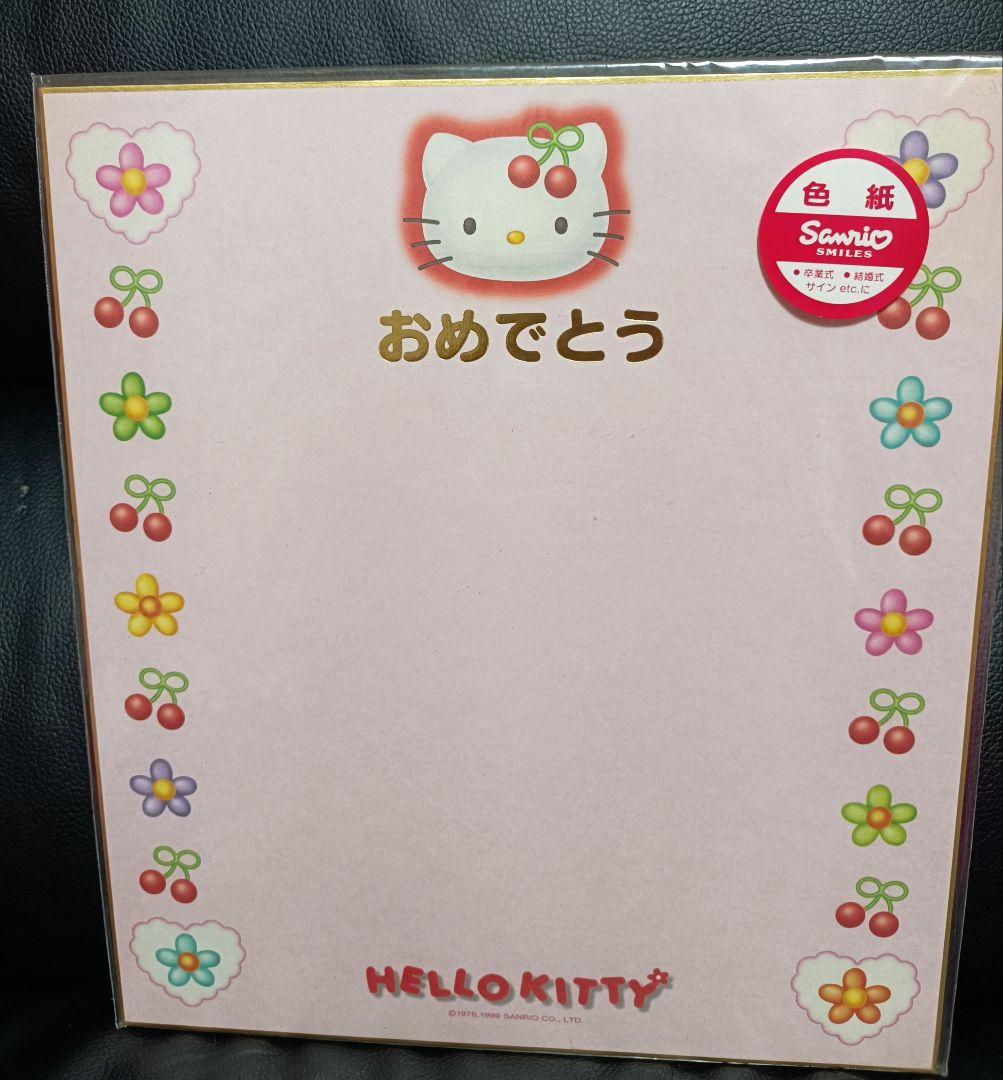 色 紙
Sanrio
SMILES
●卒業式 ●結婚式
サイン etc.に
おめでとう
HELLO KITTY
©1976,1999 SANRIO CO., LTD.